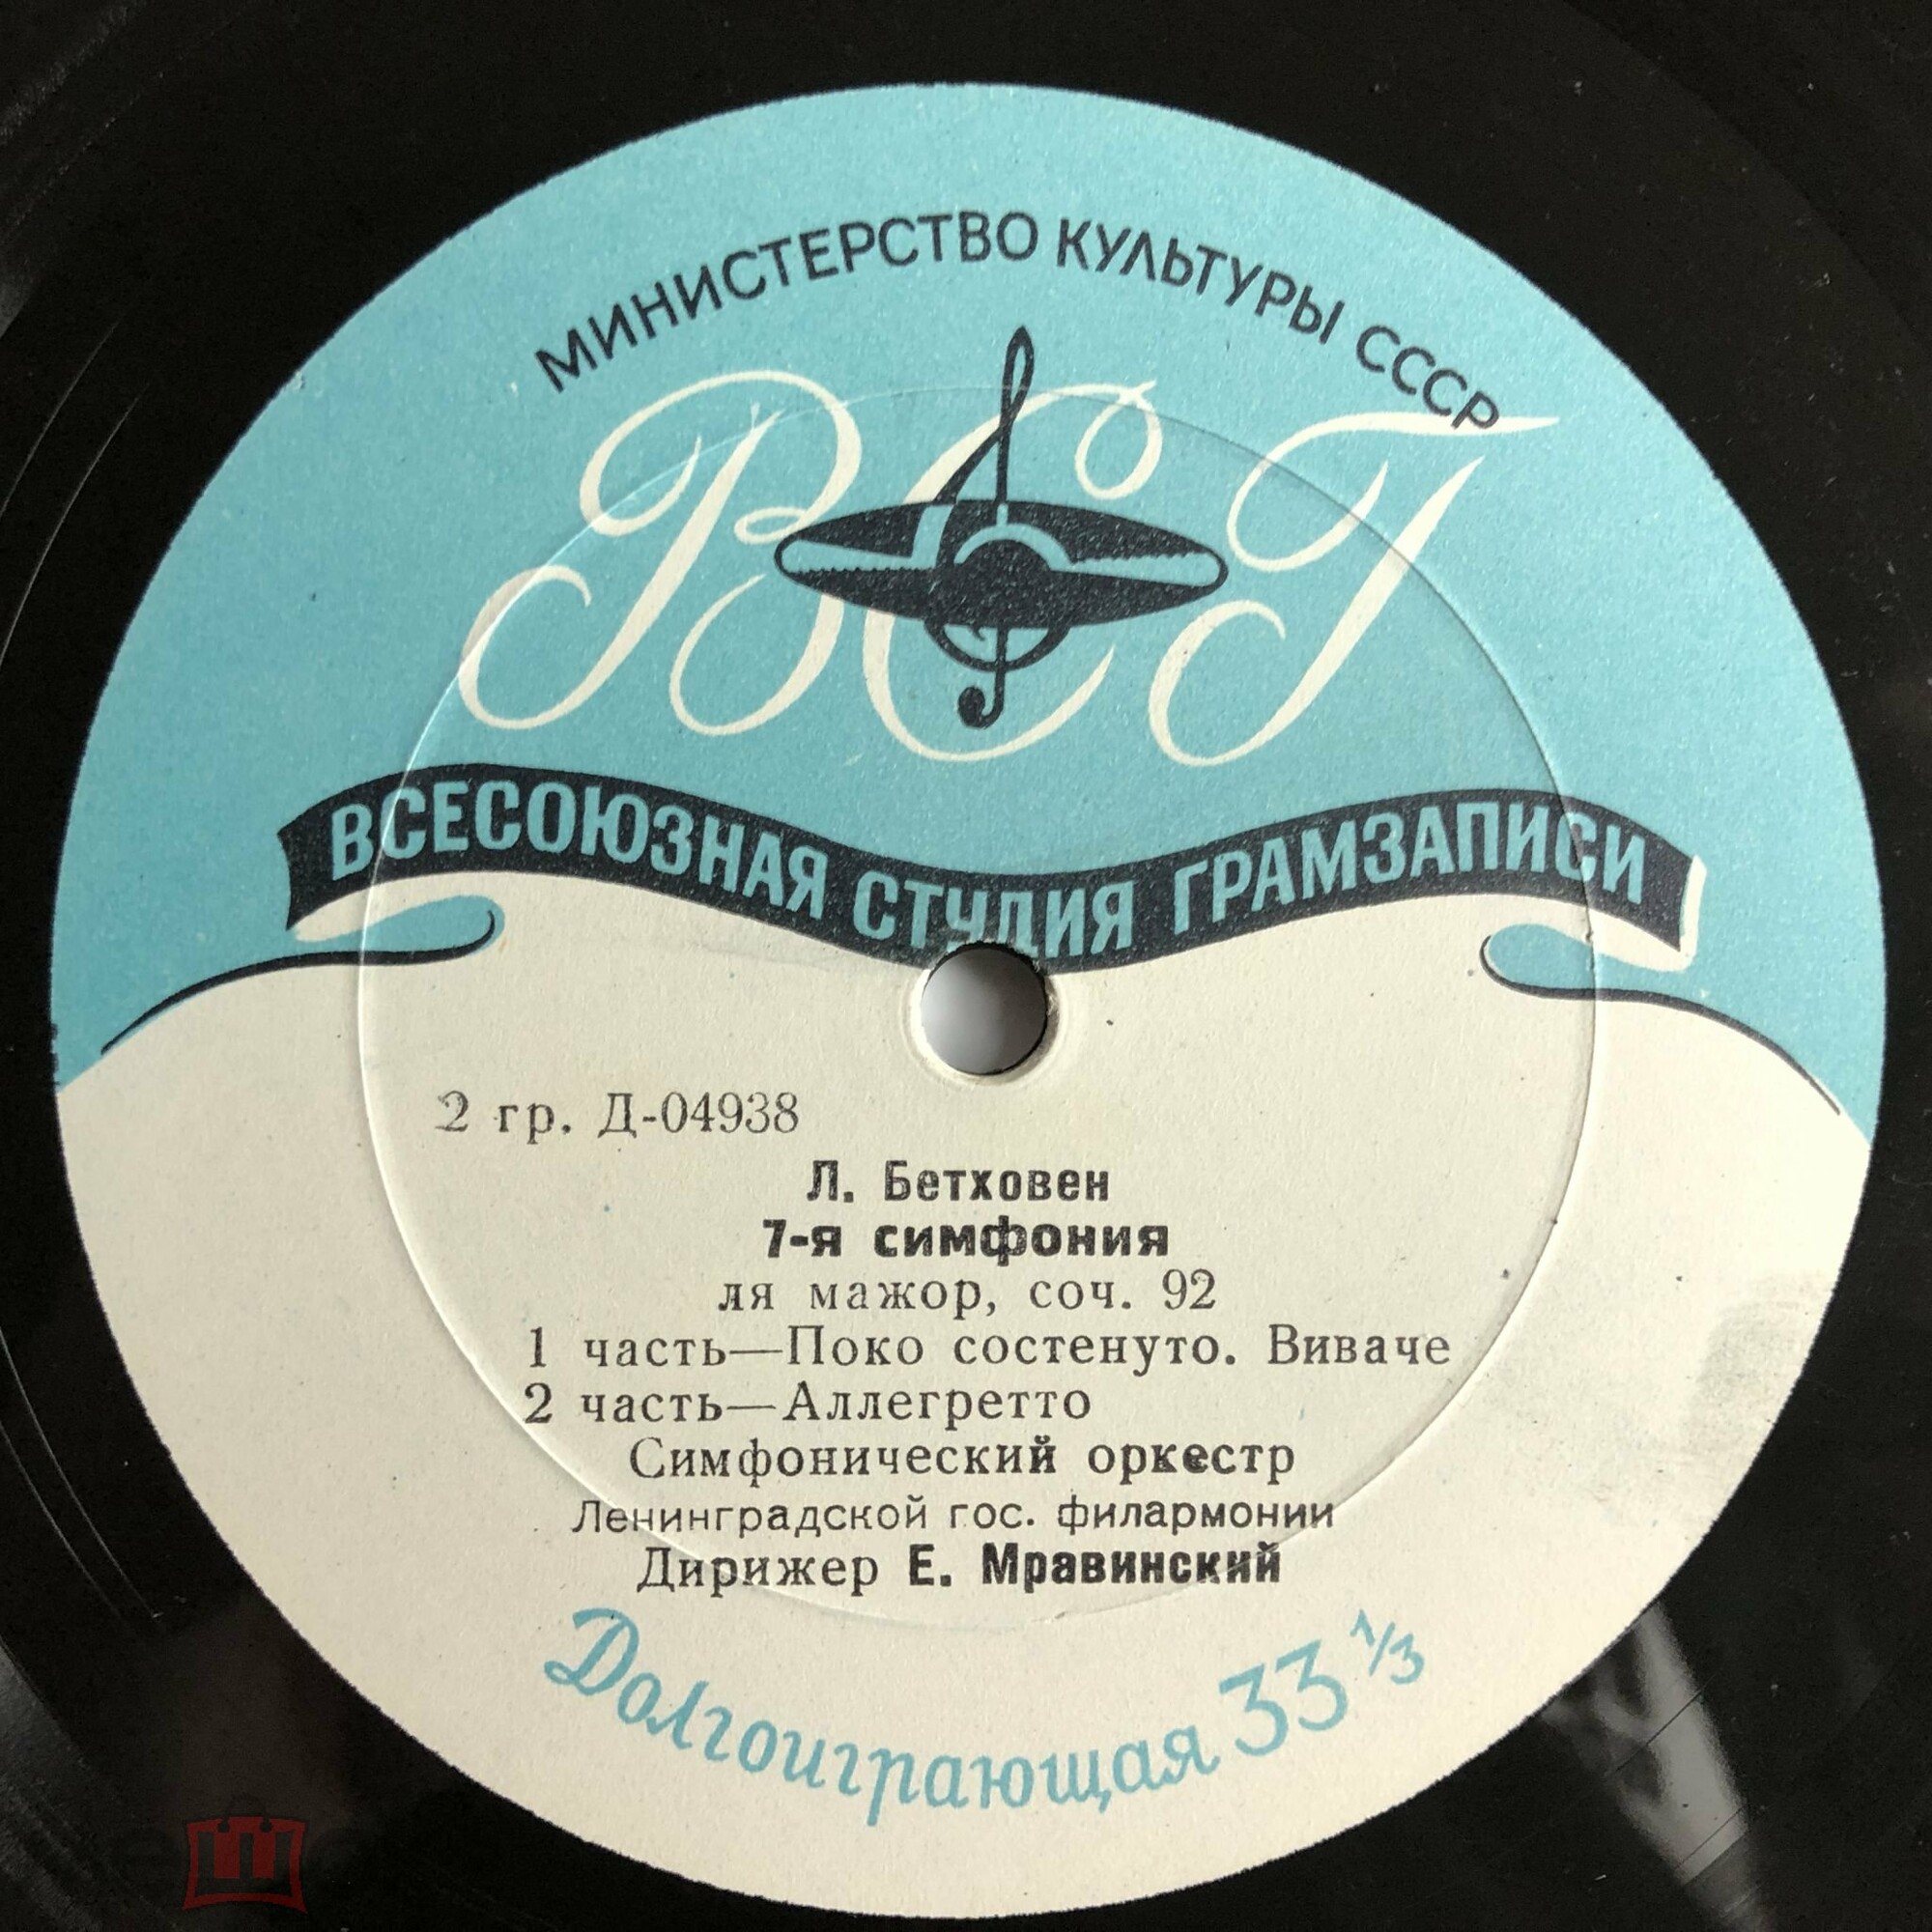 МИНИСТЕРСТВО КУЛЬТУРЫ СССР
ВСГ
ВСЕСОЮЗНАЯ СТУДИЯ ГРАМЗАПИСИ
2 гр. Д-04938
Л. Бетховен
7-я симфония
ля мажор, соч. 92
1 часть—Поко состенуто. Виваче
2 часть—Аллегретто
Симфонический оркестр
Ленинградской гос. филармонии
Дирижер Е. Мравинский
Долгоиграющая 33 1/3